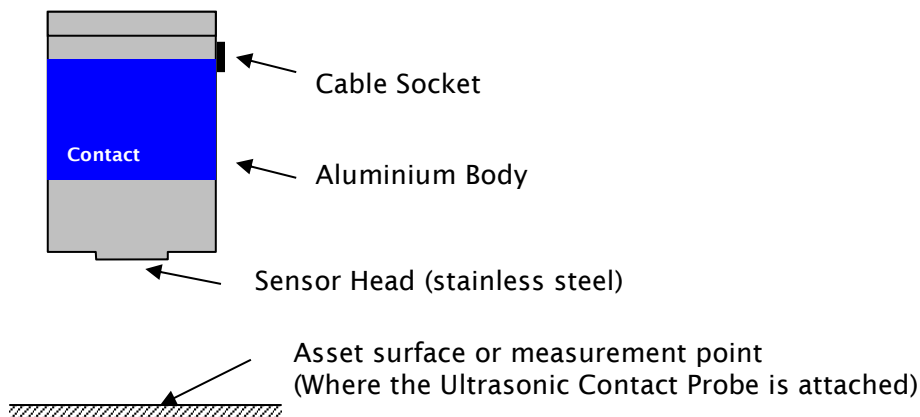 Cable Socket
Contact
Aluminium Body
Sensor Head (stainless steel)
Asset surface or measurement point
(Where the Ultrasonic Contact Probe is attached)